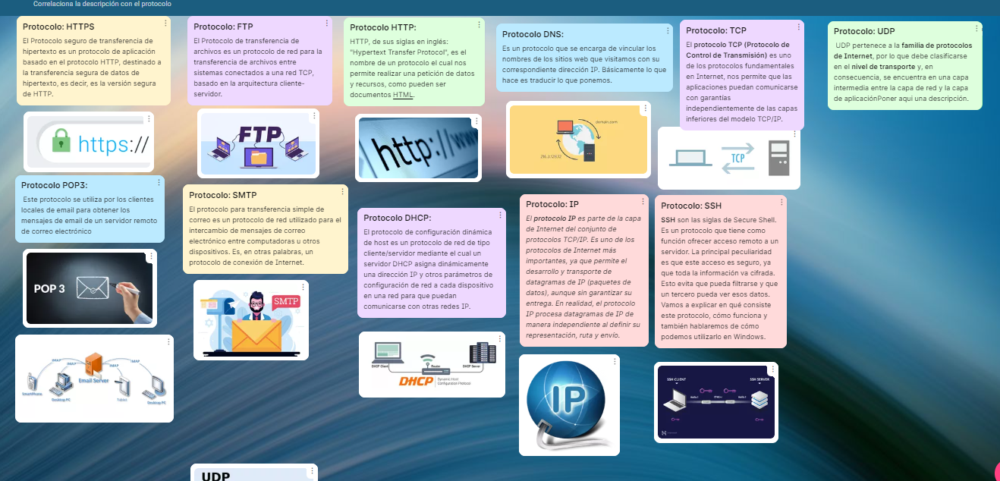 Correlaciona la descripción con el protocolo
Protocolo: HTTPS
El Protocolo seguro de transferencia de
hipertexto es un protocolo de aplicación
basado en el protocolo HTTP, destinado a
la transferencia segura de datos de
hipertexto, es decir, es la versión segura
de HTTP.
https://
Protocolo: FTP
El Protocolo de transferencia de
archivos es un protocolo de red para la
transferencia de archivos entre
sistemas conectados a una red TCP,
basado en la arquitectura cliente-
servidor.
FTP
Protocolo HTTP:
HTTP, de sus siglas en inglés:
"Hypertext Transfer Protocol", es el
nombre de un protocolo el cual nos
permite realizar una petición de datos
y recursos, como pueden ser
documentos HTML.
http://www
Protocolo DNS:
Es un protocolo que se encarga de vincular los
nombres de los sitios web que visitamos con su
correspondiente dirección IP. Básicamente lo que
hace es traducir lo que ponemos.
domain.com
Protocolo: TCP
El protocolo TCP (Protocolo de
Control de Transmisión) es uno
de los protocolos fundamentales
en Internet, nos permite que las
aplicaciones puedan comunicarse
con garantías
independientemente de las capas
inferiores del modelo TCP/IP.
TCP
Protocolo: UDP
UDP pertenece a la familia de protocolos
de Internet, por lo que debe clasificarse
en el nivel de transporte y, en
consecuencia, se encuentra en una capa
intermedia entre la capa de red y la capa
de aplicaciónPoner aquí una descripción.
Protocolo POP3:
Este protocolo se utiliza por los clientes
locales de email para obtener los
mensajes de email de un servidor remoto
de correo electrónico
POP 3
IMAP
IMAP
IMAP
IMAP
Email Server
SmartPhone
Desktop PC
Tablet
Desktop PC
Protocolo: SMTP
El protocolo para transferencia simple de
correo es un protocolo de red utilizado para el
intercambio de mensajes de correo
electrónico entre computadoras u otros
dispositivos. Es, en otras palabras, un
protocolo de conexión de Internet.
SMTP
Protocolo DHCP:
El protocolo de configuración dinámica
de host es un protocolo de red de tipo
cliente/servidor mediante el cual un
servidor DHCP asigna dinámicamente
una dirección IP y otros parámetros de
configuración de red a cada dispositivo
en una red para que puedan
comunicarse con otras redes IP.
DHCP Client
Router
DHCP Server
DHCP
Dynamic Host
Configuration Protocol
Protocolo: IP
El protocolo IP es parte de la capa
de Internet del conjunto de
protocolos TCP/IP. Es uno de los
protocolos de Internet más
importantes, ya que permite el
desarrollo y transporte de
datagramas de IP (paquetes de
datos), aunque sin garantizar su
entrega. En realidad, el protocolo
IP procesa datagramas de IP de
manera independiente al definir su
representación, ruta y envío.
IP
Protocolo: SSH
SSH son las siglas de Secure Shell.
Es un protocolo que tiene como
función ofrecer acceso remoto a un
servidor. La principal peculiaridad
es que este acceso es seguro, ya
que toda la información va cifrada.
Esto evita que pueda filtrarse y que
un tercero pueda ver esos datos.
Vamos a explicar en qué consiste
este protocolo, cómo funciona y
también hablaremos de cómo
podemos utilizarlo en Windows.
SSH CLIENT
SSH SERVER
UDP